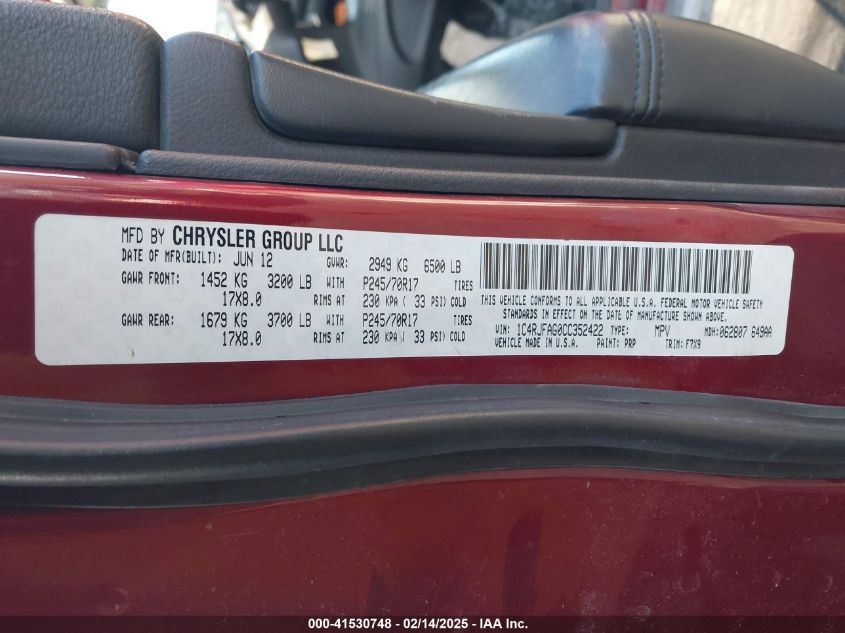 MFD BY CHRYSLER GROUP LLC
DATE OF MFR(BUILT): JUN 12 GVWR: 2949 KG 6500 LB
GAWR FRONT: 1452 KG 3200 LB WITH P245/70R17 TIRES
17X8.0 RIMS AT 230 KPA ( 33 PSI) COLD
GAWR REAR: 1679 KG 3700 LB WITH P245/70R17 TIRES
17X8.0 RIMS AT 230 KPA ( 33 PSI) COLD
THIS VEHICLE CONFORMS TO ALL APPLICABLE U.S.A. FEDERAL MOTOR VEHICLE SAFETY
STANDARDS IN EFFECT ON THE DATE OF MANUFACTURE SHOWN ABOVE.
VIN: 1C4RJFAG0CC352422 TYPE: MPV MDH: 062807 649AA
VEHICLE MADE IN U.S.A. PAINT: PRP TRIM: F7X9
000-41530748 — 02/14/2025 — IAAI, Inc.